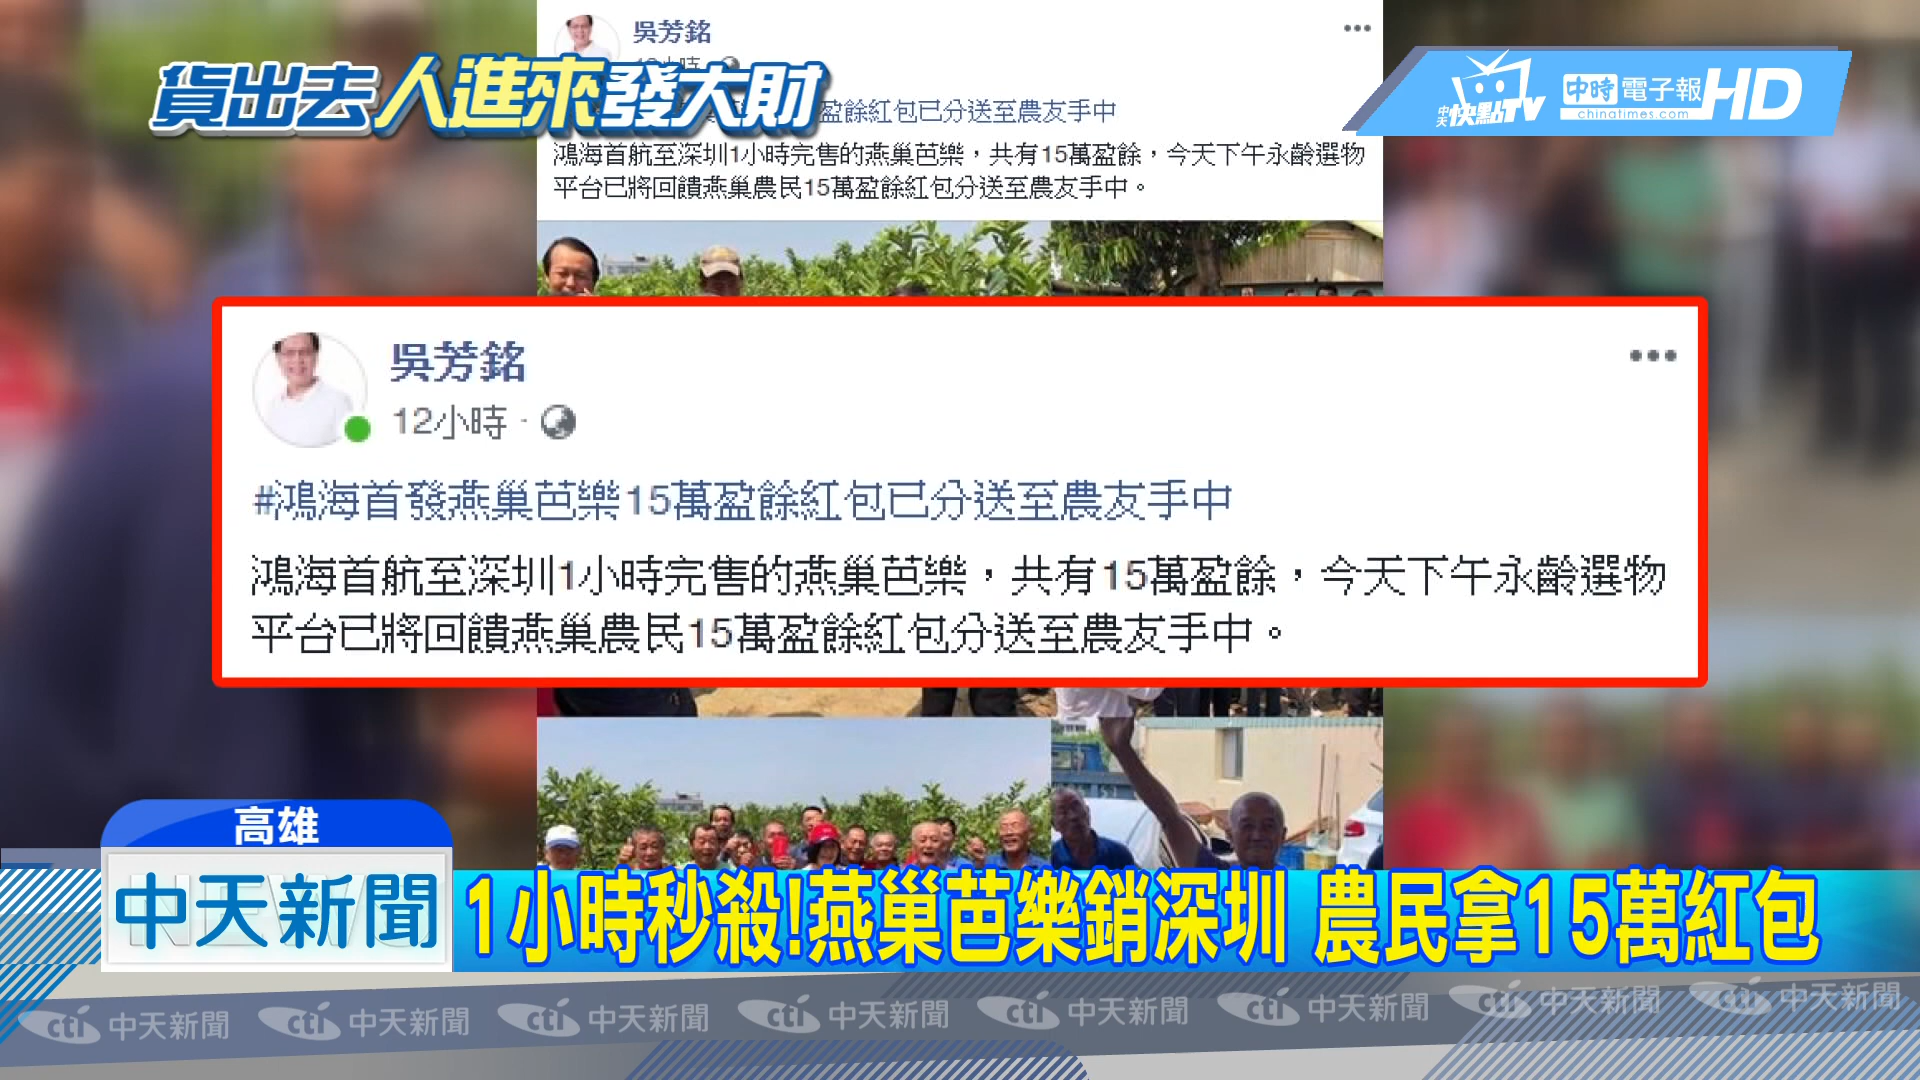 吳芳銘
貨出去人進來發大財
中天快點TV
中時電子報HD
chinatimes.com
盈餘紅包已分送至農友手中
鴻海首航至深圳1小時完售的燕巢芭樂，共有15萬盈餘，今天下午永齡選物
平台已將回饋燕巢農民15萬盈餘紅包分送至農友手中。
吳芳銘
12小時 ·
#鴻海首發燕巢芭樂15萬盈餘紅包已分送至農友手中
鴻海首航至深圳1小時完售的燕巢芭樂，共有15萬盈餘，今天下午永齡選物
平台已將回饋燕巢農民15萬盈餘紅包分送至農友手中。
高雄
中天新聞
NEWS
1小時秒殺!燕巢芭樂銷深圳 農民拿15萬紅包
cti 中天新聞 cti 中天新聞 cti 中天新聞 cti 中天新聞 cti 中天新聞 cti 中天新聞 cti 中天新聞 cti 中天新聞